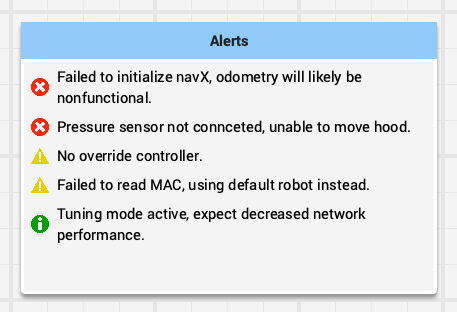 Alerts
Failed to initialize navX, odometry will likely be
nonfunctional.
Pressure sensor not connceted, unable to move hood.
No override controller.
Failed to read MAC, using default robot instead.
Tuning mode active, expect decreased network
performance.